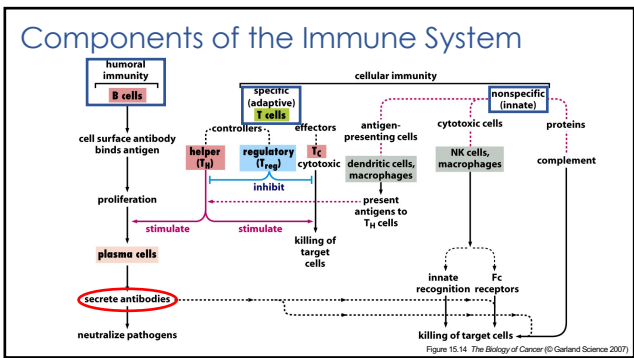 Components of the Immune System
humoral
immunity
B cells
cellular immunity
specific
(adaptive)
T cells
nonspecific
(innate)
controllers
effectors
antigen-
presenting cells
cytotoxic cells
proteins
cell surface antibody
binds antigen
helper
(TH)
regulatory
(Treg)
TC
cytotoxic
dendritic cells,
macrophages
NK cells,
macrophages
complement
inhibit
proliferation
present
antigens to
TH cells
stimulate
stimulate
killing of
target
cells
plasma cells
innate
recognition
Fc
receptors
secrete antibodies
neutralize pathogens
killing of target cells
Figure 15.14 The Biology of Cancer (© Garland Science 2007)